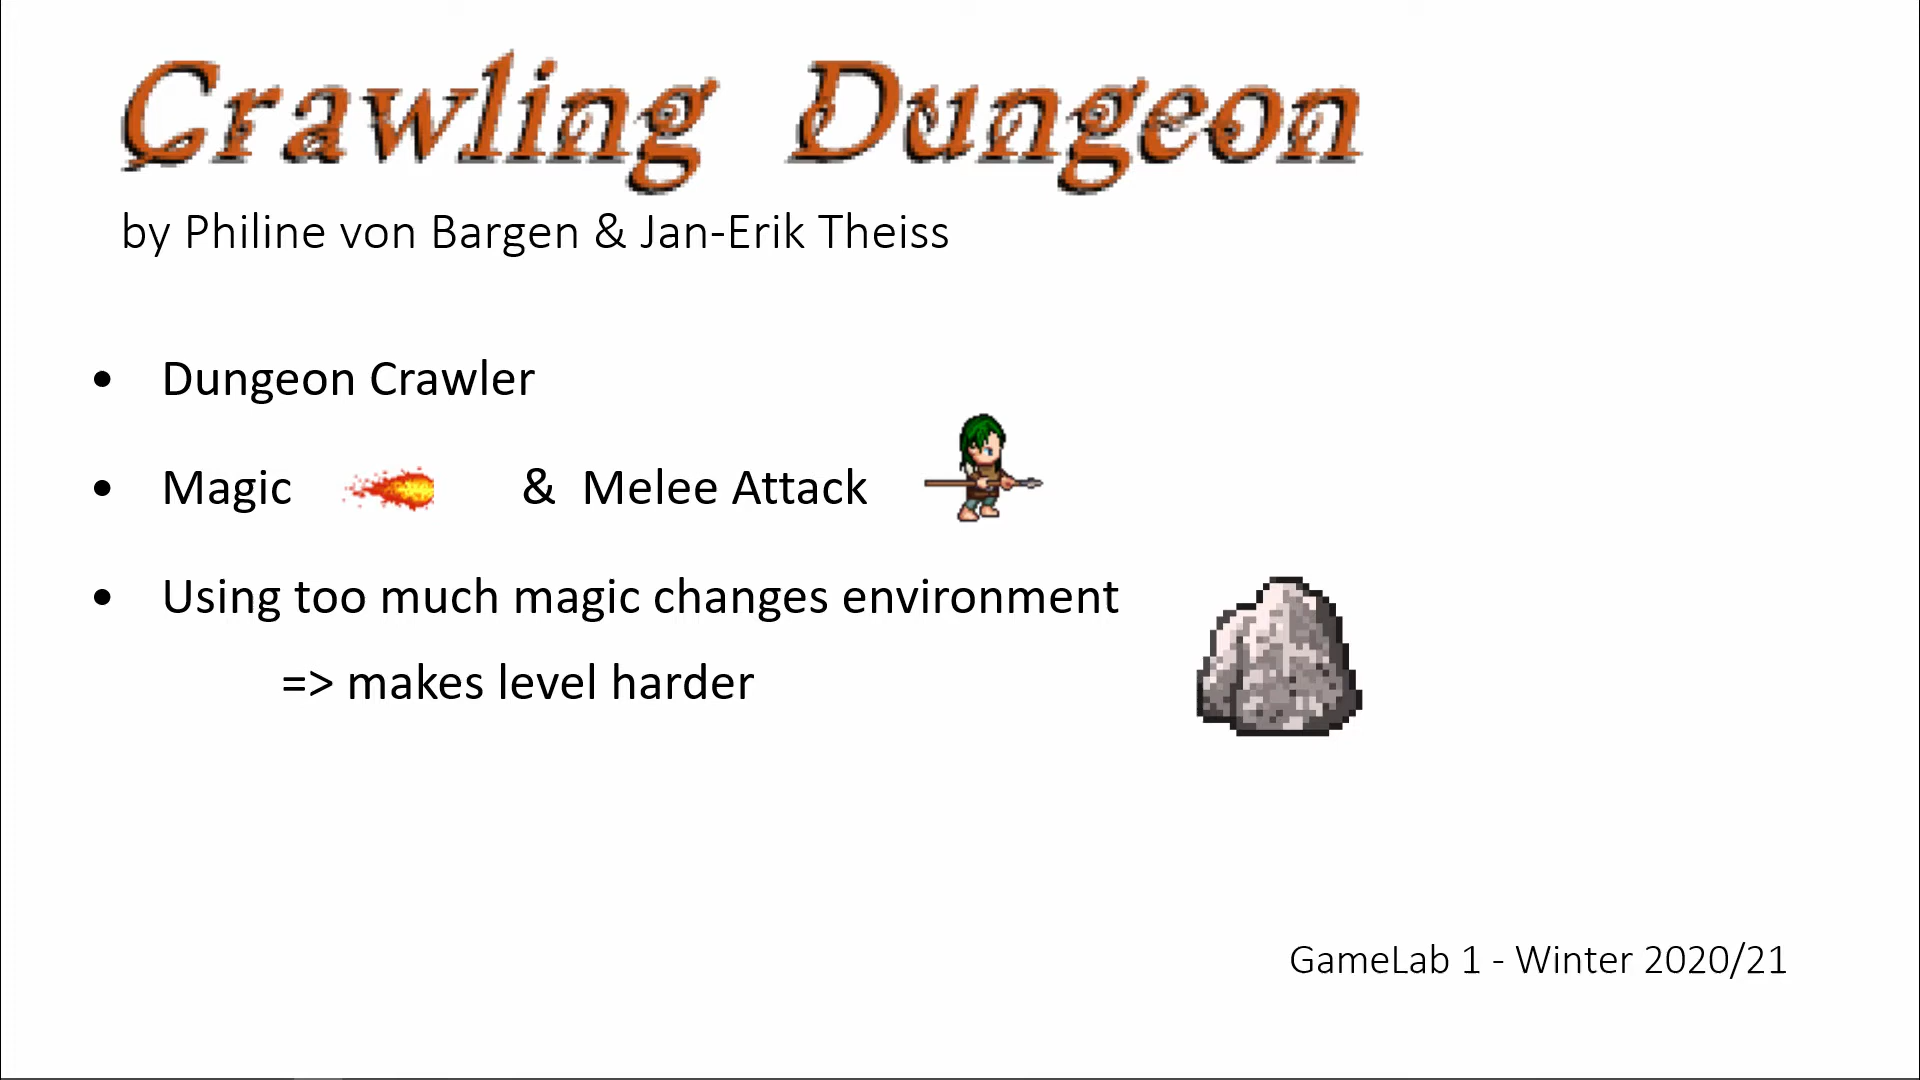 Crawling Dungeon
by Philine von Bargen & Jan-Erik Theiss
• Dungeon Crawler
• Magic & Melee Attack
• Using too much magic changes environment
=> makes level harder
GameLab 1 - Winter 2020/21